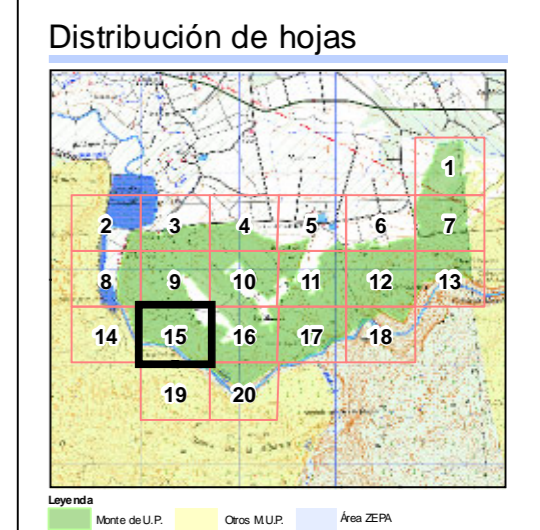 Distribución de hojas
1
2 3 4 5 6 7
8 9 10 11 12 13
14 15 16 17 18
19 20
Leyenda
Monte de U.P. Otros M.U.P. Área ZEPA